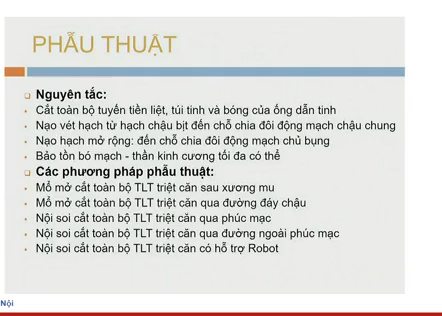 PHẪU THUẬT
Nguyên tắc:
Cắt toàn bộ tuyến tiền liệt, túi tinh và bóng của ống dẫn tinh
Nạo vét hạch từ hạch chậu bịt đến chỗ chia đôi động mạch chậu chung
Nạo hạch mở rộng: đến chỗ chia đôi động mạch chủ bụng
Bảo tồn bó mạch - thần kinh cương tối đa có thể
Các phương pháp phẫu thuật:
Mổ mở cắt toàn bộ TLT triệt căn sau xương mu
Mổ mở cắt toàn bộ TLT triệt căn qua đường đáy chậu
Nội soi cắt toàn bộ TLT triệt căn qua phúc mạc
Nội soi cắt toàn bộ TLT triệt căn qua đường ngoài phúc mạc
Nội soi cắt toàn bộ TLT triệt căn có hỗ trợ Robot
Nội